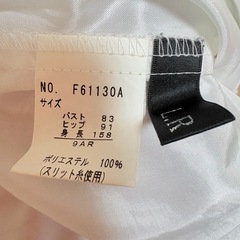 NO. F61130A
サイズ
バスト 83
ヒップ 91
身長 158
9AR
ポリエステル 100%
(スリット糸使用)
LR